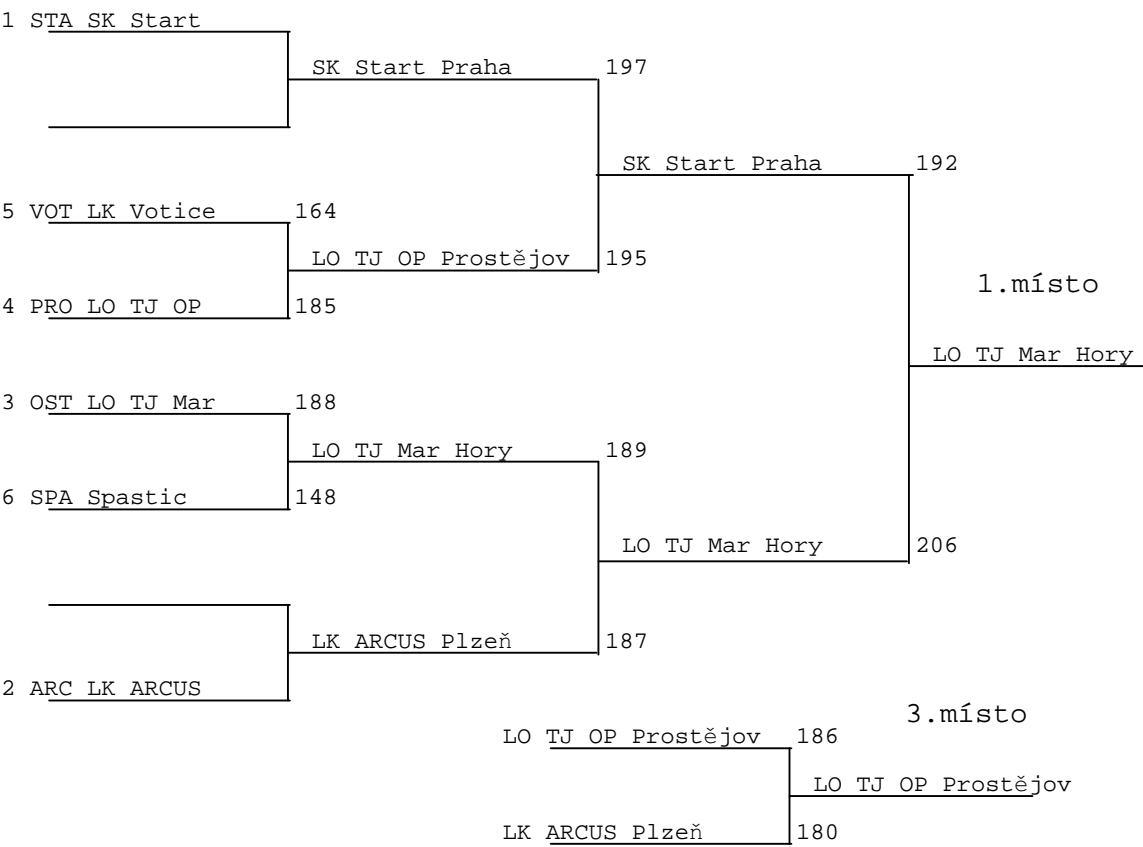 1 STA SK Start
SK Start Praha 197
SK Start Praha 192
5 VOT LK Votice 164
LO TJ OP Prostějov 195
1.místo
4 PRO LO TJ OP 185
LO TJ Mar Hory
3 OST LO TJ Mar 188
LO TJ Mar Hory 189
6 SPA Spastic 148
LO TJ Mar Hory 206
LK ARCUS Plzeň 187
2 ARC LK ARCUS
3.místo
LO TJ OP Prostějov 186
LO TJ OP Prostějov
LK ARCUS Plzeň 180